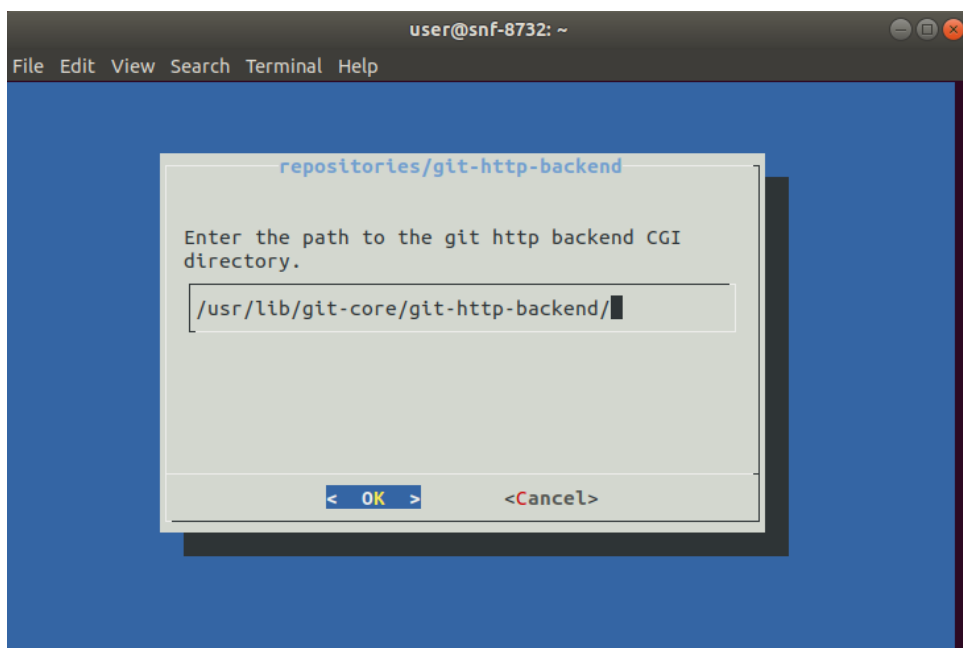 user@snf-8732: ~
File Edit View Search Terminal Help
repositories/git-http-backend
Enter the path to the git http backend CGI
directory.
/usr/lib/git-core/git-http-backend/
< OK > <Cancel>